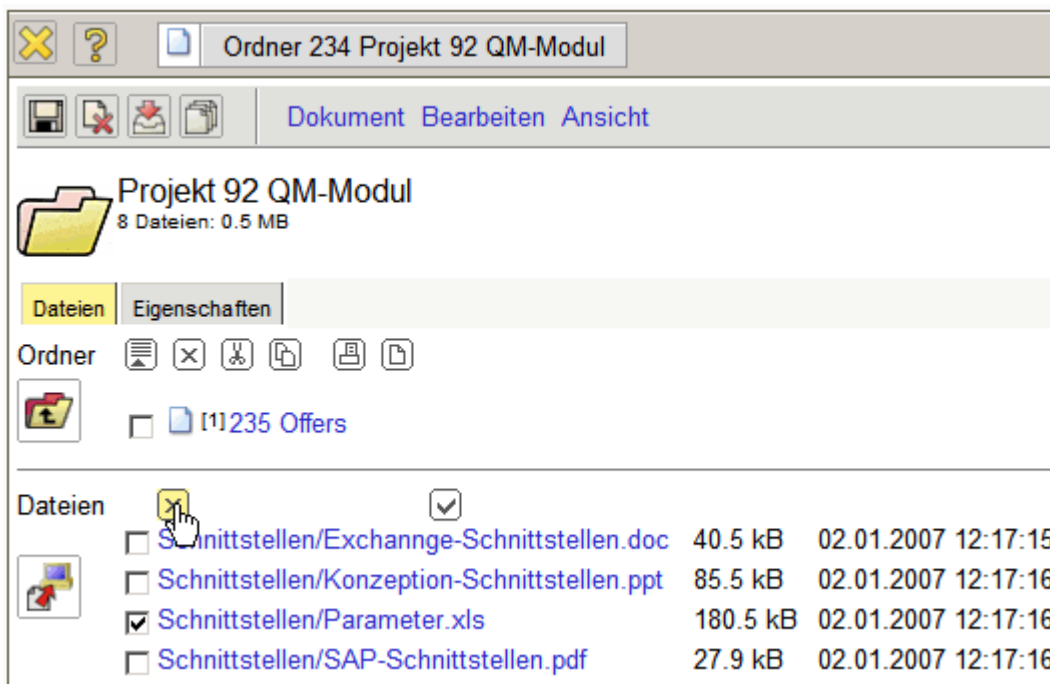 Ordner 234 Projekt 92 QM-Modul
Dokument Bearbeiten Ansicht
Projekt 92 QM-Modul
8 Dateien: 0.5 MB
Dateien Eigenschaften
Ordner
[1] 235 Offers
Dateien
Schnittstellen/Exchannge-Schnittstellen.doc 40.5 kB 02.01.2007 12:17:15
Schnittstellen/Konzeption-Schnittstellen.ppt 85.5 kB 02.01.2007 12:17:16
Schnittstellen/Parameter.xls 180.5 kB 02.01.2007 12:17:16
Schnittstellen/SAP-Schnittstellen.pdf 27.9 kB 02.01.2007 12:17:16